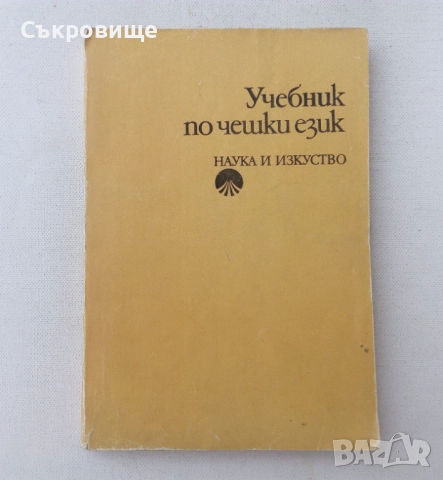 Съкровище
Учебник
по чешки език
НАУКА И ИЗКУСТВО
BAZAR